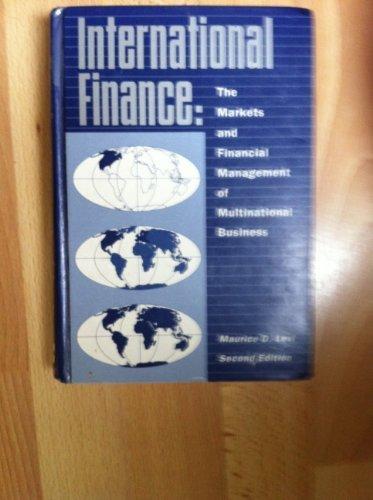 International
Finance:
The
Markets
and
Financial
Management
of
Multinational
Business
Maurice D. Levi
Second Edition